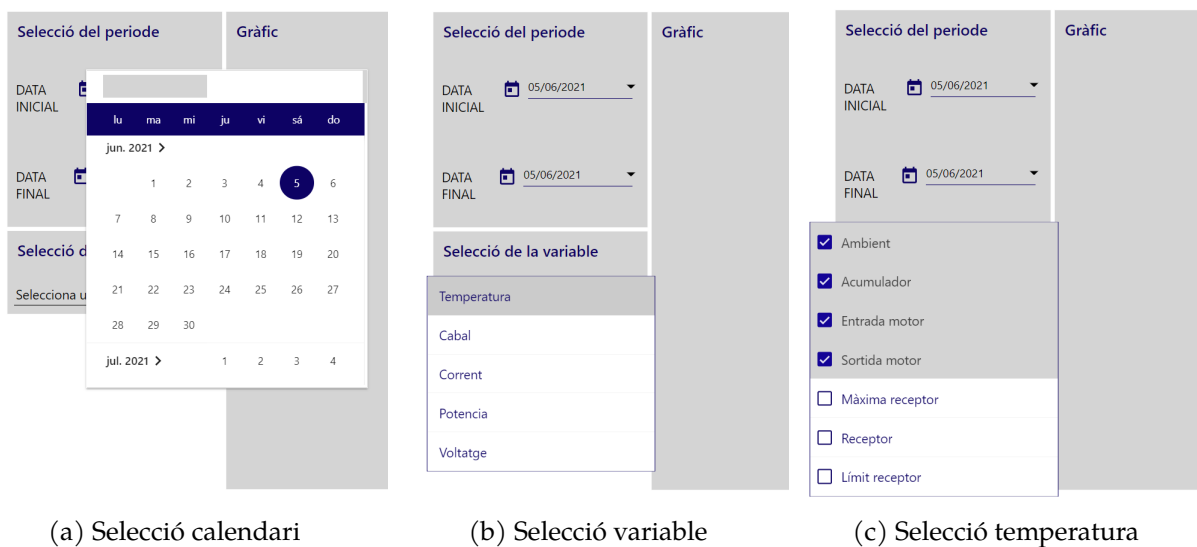 Selecció del periode
Gràfic
DATA
INICIAL
DATA
FINAL
lu ma mi ju vi sá do
jun. 2021
1 2 3 4 5 6
7 8 9 10 11 12 13
14 15 16 17 18 19 20
21 22 23 24 25 26 27
28 29 30
jul. 2021 1 2 3 4
Selecció d
Selecciona u
(a) Selecció calendari
Selecció del periode
Gràfic
DATA
INICIAL
05/06/2021
DATA
FINAL
05/06/2021
Selecció de la variable
Temperatura
Cabal
Corrent
Potencia
Voltatge
(b) Selecció variable
Selecció del periode
Gràfic
DATA
INICIAL
05/06/2021
DATA
FINAL
05/06/2021
Ambient
Acumulador
Entrada motor
Sortida motor
Màxima receptor
Receptor
Límit receptor
(c) Selecció temperatura